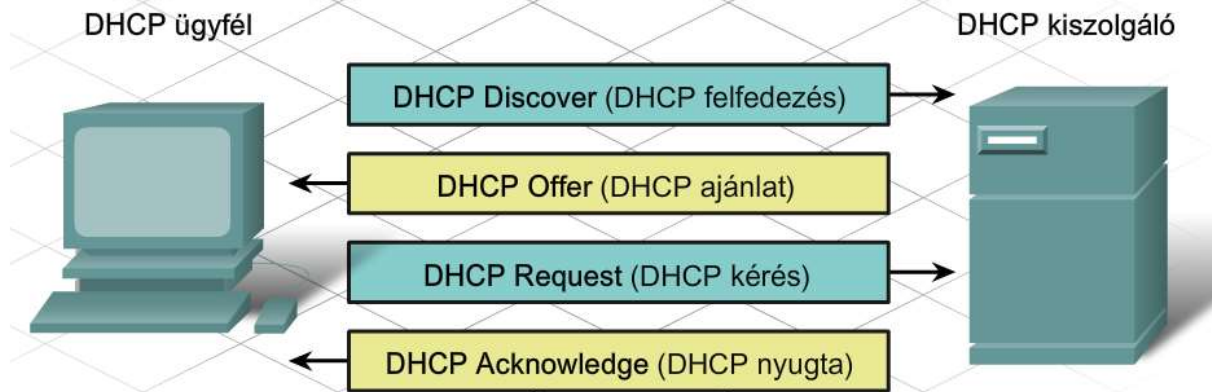 DHCP ügyfél
DHCP kiszolgáló
DHCP Discover (DHCP felfedezés)
DHCP Offer (DHCP ajánlat)
DHCP Request (DHCP kérés)
DHCP Acknowledge (DHCP nyugta)